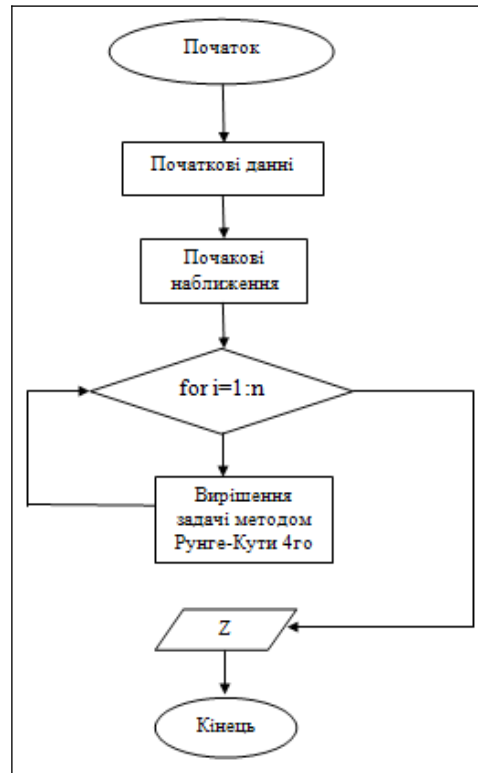 Початок
Початкові данні
Почакові
наближення
for i=1:n
Вирішення
задачі методом
Рунге-Кути 4го
Z
Кінець